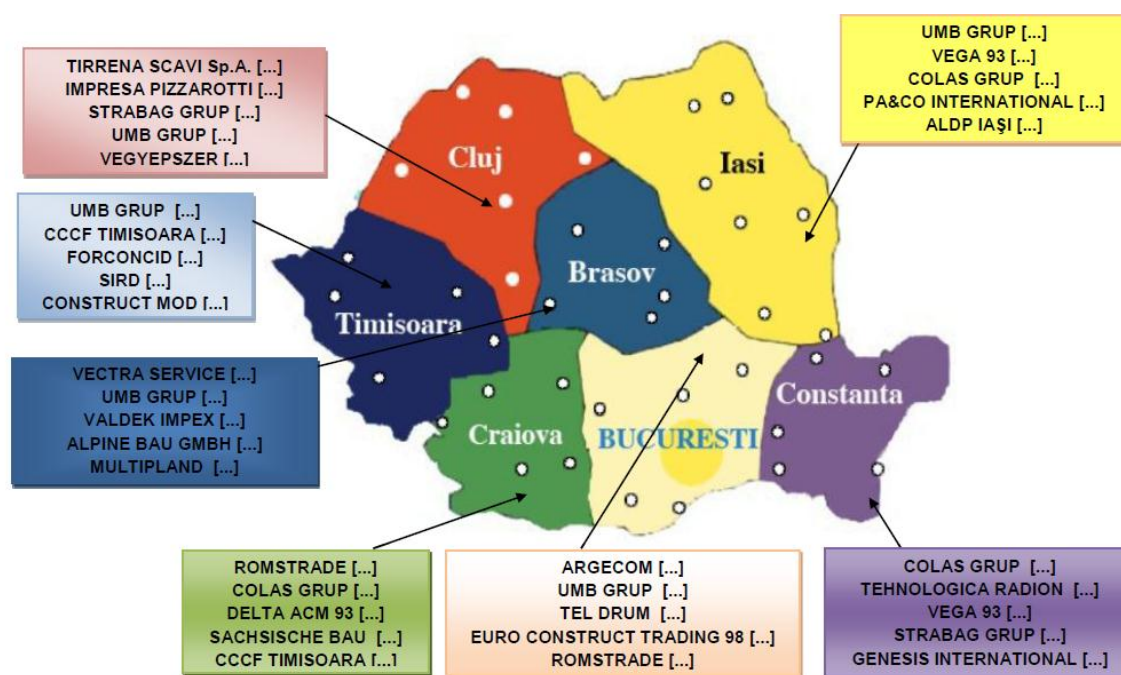 TIRRENA SCAVI Sp.A. [...]
IMPRESA PIZZAROTTI [...]
STRABAG GRUP [...]
UMB GRUP [...]
VEGYEPSZER [...]
UMB GRUP [...]
VEGA 93 [...]
COLAS GRUP [...]
PA&CO INTERNATIONAL [...]
ALDP IAŞI [...]
Cluj
Iasi
UMB GRUP [...]
CCCF TIMISOARA [...]
FORCONCID [...]
SIRD [...]
CONSTRUCT MOD [...]
Brasov
Timisoara
VECTRA SERVICE [...]
UMB GRUP [...]
VALDEK IMPEX [...]
ALPINE BAU GMBH [...]
MULTIPLAND [...]
Constanta
Craiova
BUCURESTI
ROMSTRADE [...]
COLAS GRUP [...]
DELTA ACM 93 [...]
SACHSISCHE BAU [...]
CCCF TIMISOARA [...]
ARGECOM [...]
UMB GRUP [...]
TEL DRUM [...]
EURO CONSTRUCT TRADING 98 [...]
ROMSTRADE [...]
COLAS GRUP [...]
TEHNOLOGICA RADION [...]
VEGA 93 [...]
STRABAG GRUP [...]
GENESIS INTERNATIONAL [...]